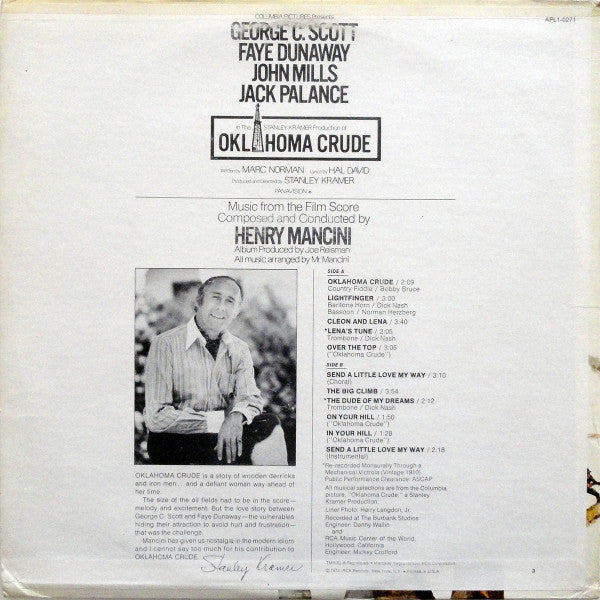 COLUMBIA PICTURES Presents
APL1-0271
GEORGE C. SCOTT
FAYE DUNAWAY
JOHN MILLS
JACK PALANCE
in The STANLEY KRAMER Production of
OKLAHOMA CRUDE
Written by MARC NORMAN Lyrics by HAL DAVID
Produced and Directed by STANLEY KRAMER
PANAVISION
Music from the Film Score
Composed and Conducted by
HENRY MANCINI
Album Produced by Joe Reisman
All music arranged by Mr. Mancini
SIDE A
OKLAHOMA CRUDE / 2:09
Country Fiddle / Bobby Bruce
LIGHTFINGER / 3:00
Baritone Horn / Dick Nash
Bassoon / Norman Herzberg
CLEON AND LENA / 3:40
*LENA'S TUNE / 2:05
Trombone / Dick Nash
OVER THE TOP / 3:05
("Oklahoma Crude")
SIDE B
SEND A LITTLE LOVE MY WAY / 3:10
(Choral)
THE BIG CLIMB / 3:54
*THE DUDE OF MY DREAMS / 2:12
Trombone / Dick Nash
ON YOUR HILL / 1:50
("Oklahoma Crude")
IN YOUR HILL / 1:28
("Oklahoma Crude")
SEND A LITTLE LOVE MY WAY / 2:18
(Instrumental)
*Re-recorded Monaurally Through a
Mechanical Victrola (Vintage 1910)
Public Performance Clearance: ASCAP
All musical selections are from the Columbia
picture, "Oklahoma Crude," a Stanley
Kramer Production
Liner Photo: Harry Langdon, Jr.
Recorded at The Burbank Studios
Engineer: Danny Wallin
and
RCA Music Center of the World,
Hollywood, California
Engineer: Mickey Crofford
RCA Records, New York, N.Y. • Printed in U.S.A.
3
OKLAHOMA CRUDE is a story of wooden derricks
and iron men... and a defiant woman way ahead of
her time.
The size of the oil fields had to be in the score—
melody and excitement. But the love story between
George C. Scott and Faye Dunaway—the vulnerables
hiding their attraction to avoid hurt and frustration—
that was the challenge.
Mancini has given us nostalgia in the modern idiom
and I cannot say too much for his contribution to
OKLAHOMA CRUDE.
Stanley Kramer